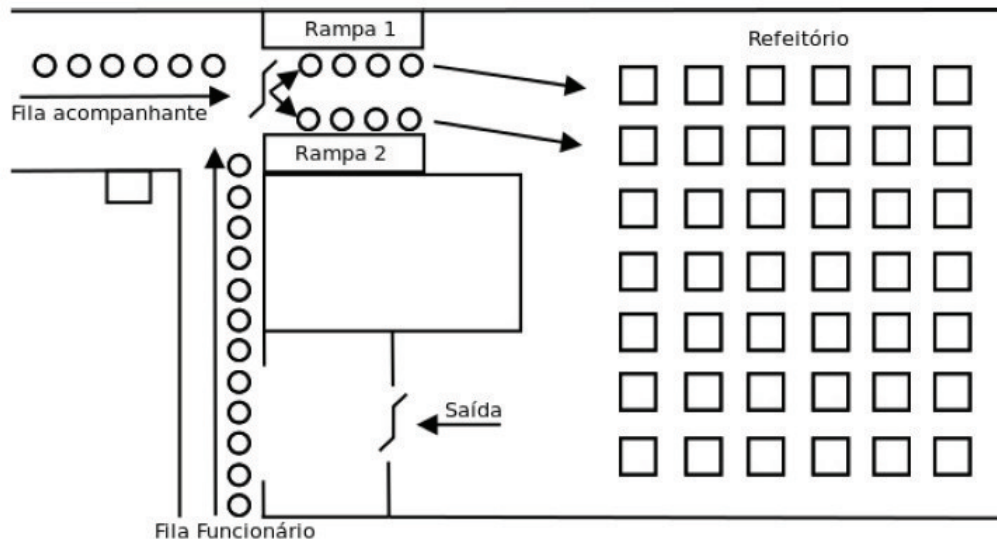 Rampa 1
Refeitório
Fila acompanhante
Rampa 2
Saída
Fila Funcionário